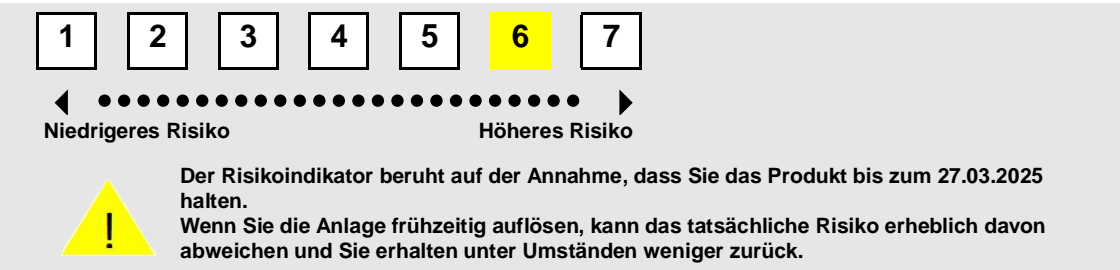 1 2 3 4 5 6 7
Niedrigeres Risiko Höheres Risiko
Der Risikoindikator beruht auf der Annahme, dass Sie das Produkt bis zum 27.03.2025
halten.
Wenn Sie die Anlage frühzeitig auflösen, kann das tatsächliche Risiko erheblich davon
abweichen und Sie erhalten unter Umständen weniger zurück.
!